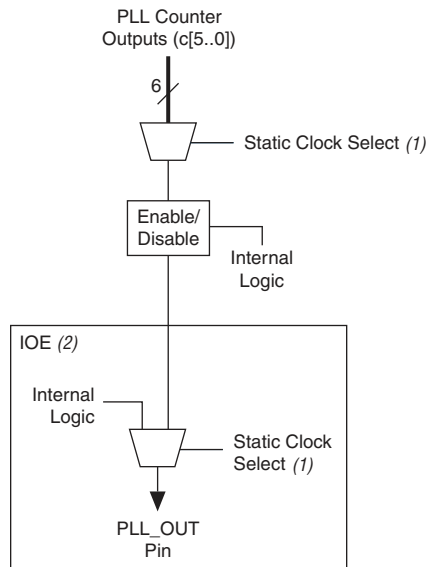 PLL Counter
Outputs (c[5..0])
6
Static Clock Select (1)
Enable/
Disable
Internal
Logic
IOE (2)
Internal
Logic
Static Clock
Select (1)
PLL_OUT
Pin